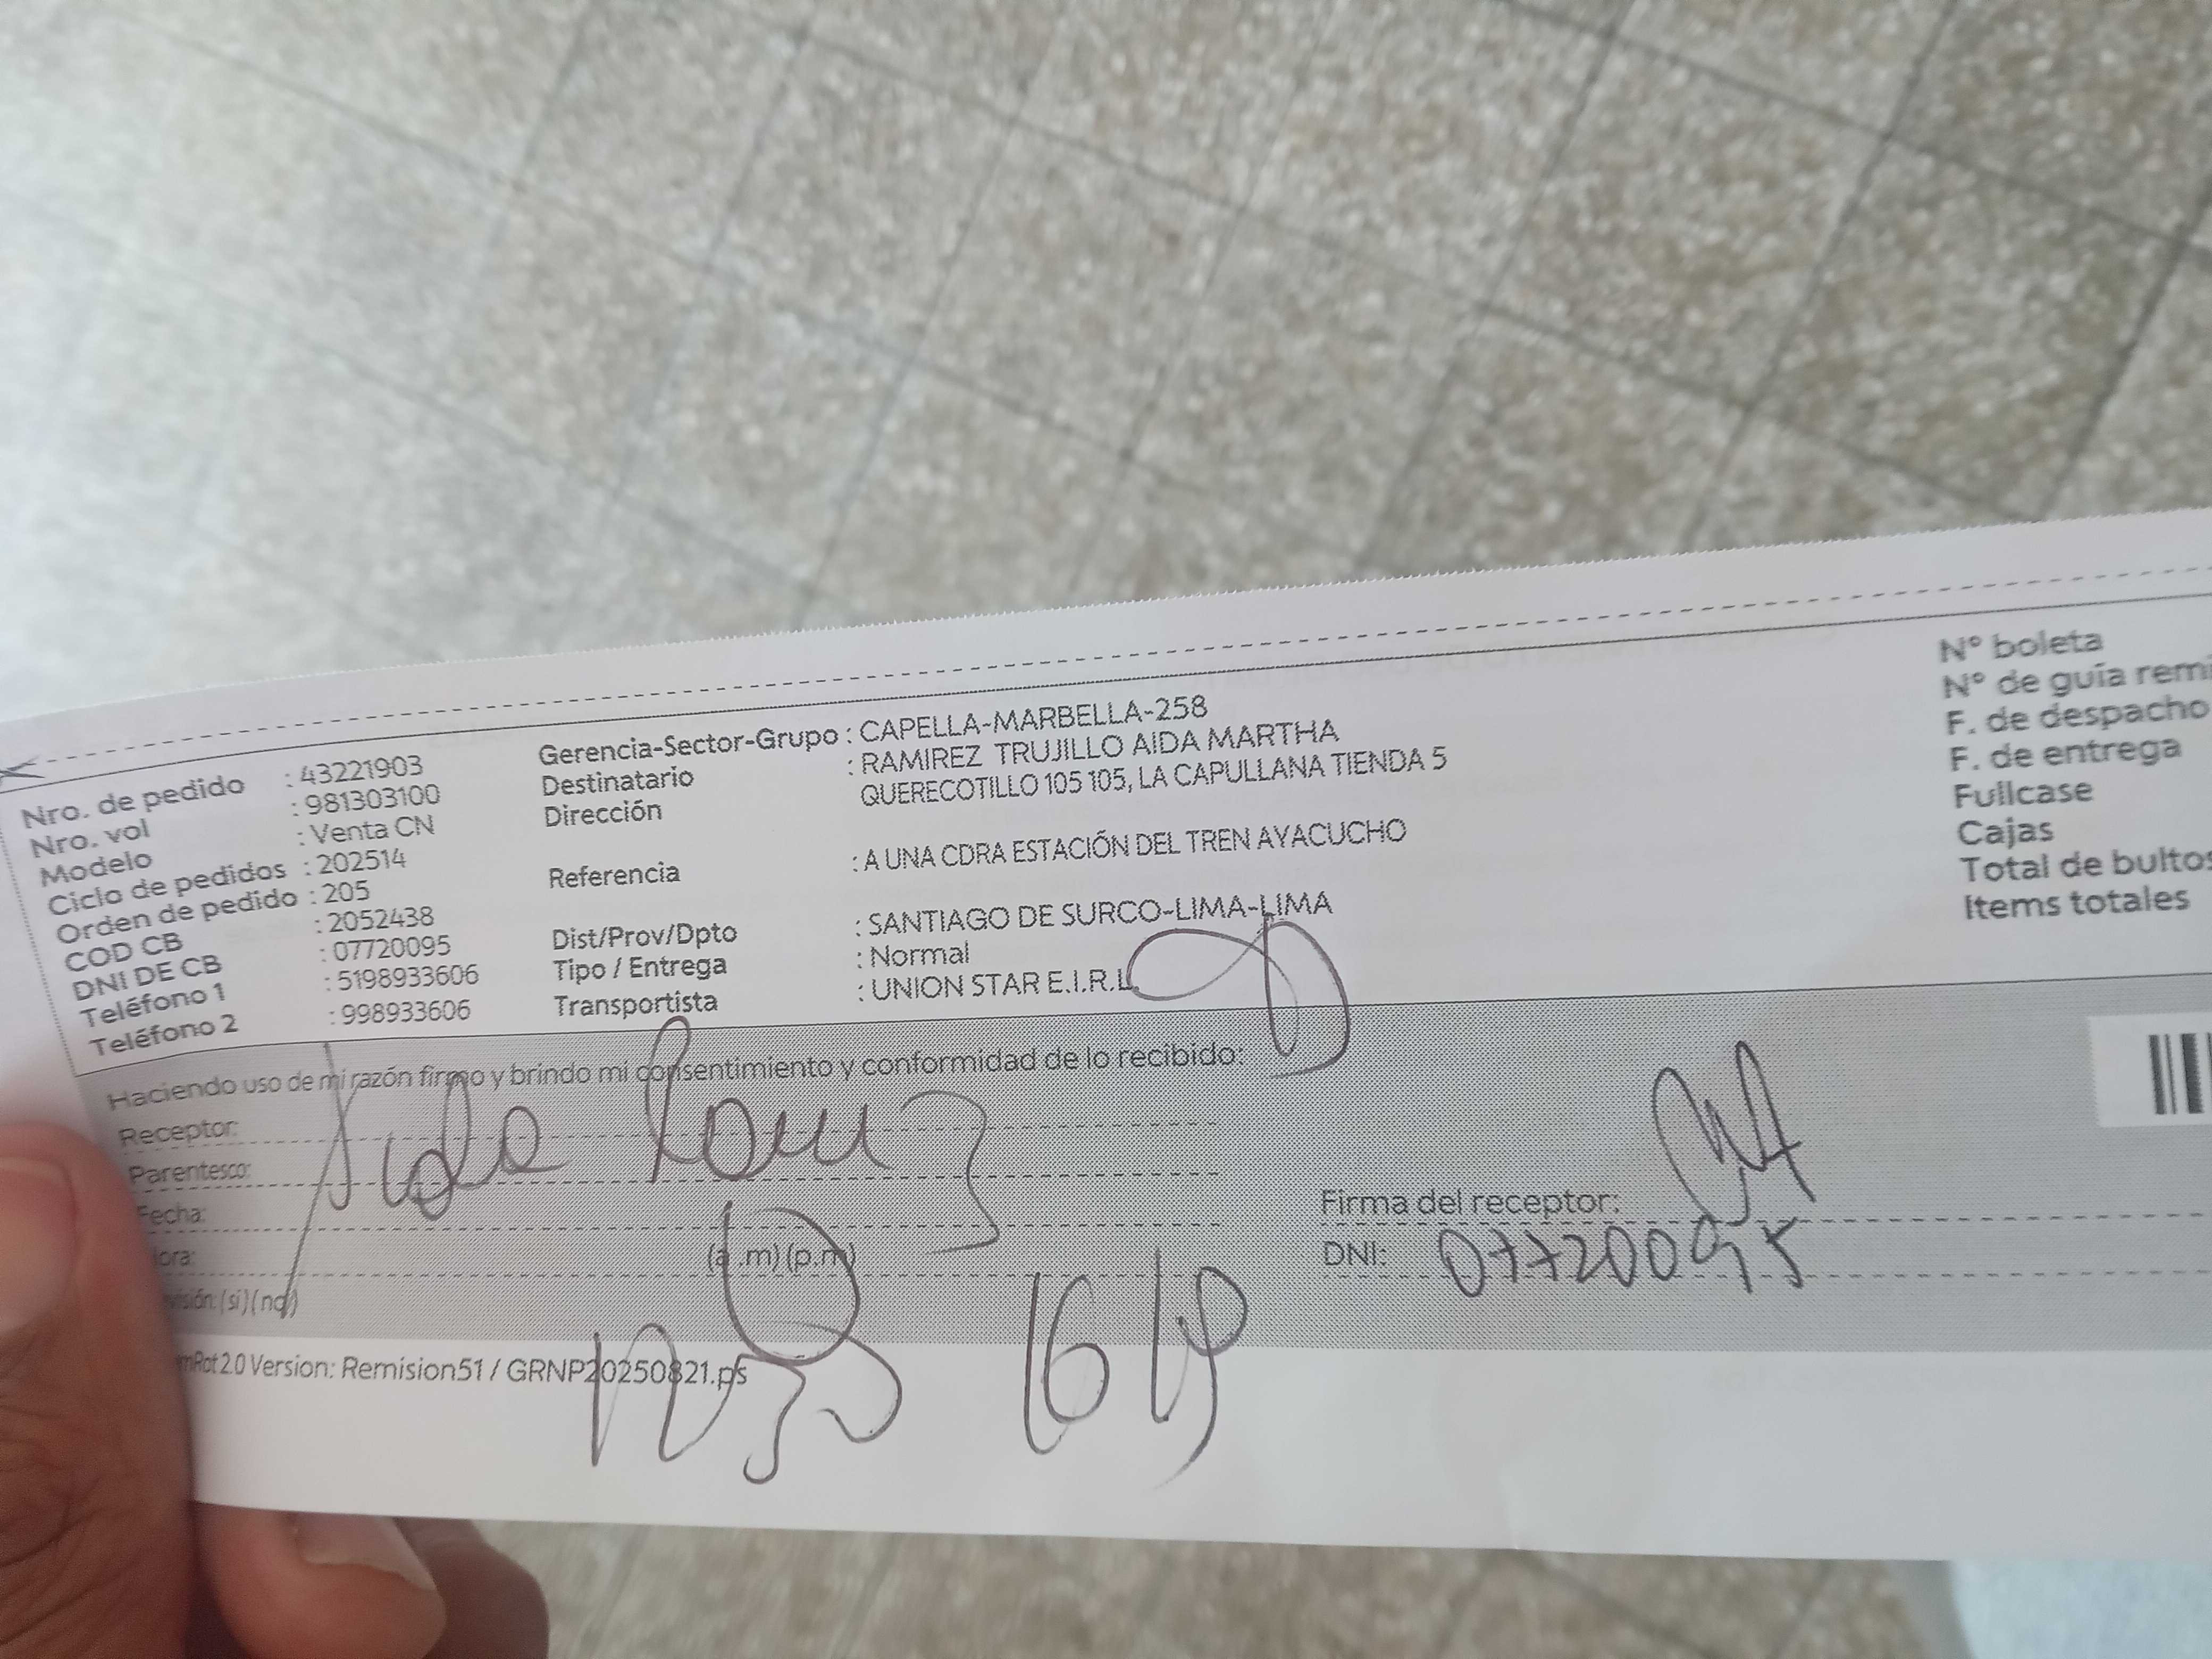 Nro. de pedido : 43221903
Nro. vol : 981303100
Modelo : Venta CN
Ciclo de pedidos : 202514
Orden de pedido : 205
COD CB : 2052438
DNI DE CB : 07720095
Teléfono 1 : 5198933606
Teléfono 2 : 998933606
Gerencia-Sector-Grupo : CAPELLA-MARBELLA-258
Destinatario : RAMIREZ TRUJILLO AIDA MARTHA
Dirección QUERECOTILLO 105 105, LA CAPULLANA TIENDA 5
Referencia : A UNA CDRA ESTACIÓN DEL TREN AYACUCHO
Dist/Prov/Dpto : SANTIAGO DE SURCO-LIMA-LIMA
Tipo / Entrega : Normal
Transportista : UNION STAR E.I.R.L.
N° boleta
N° de guía remi
F. de despacho
F. de entrega
Fullcase
Cajas
Total de bultos
Items totales
Haciendo uso de mi razón firmo y brindo mi consentimiento y conformidad de lo recibido:
Receptor:
Parentesco:
Fecha:
Hora: (a.m) (p.m)
(si) (no)
Firma del receptor:
DNI: 07720095
2.0 Version: Remision51 / GRNP20250821.ps